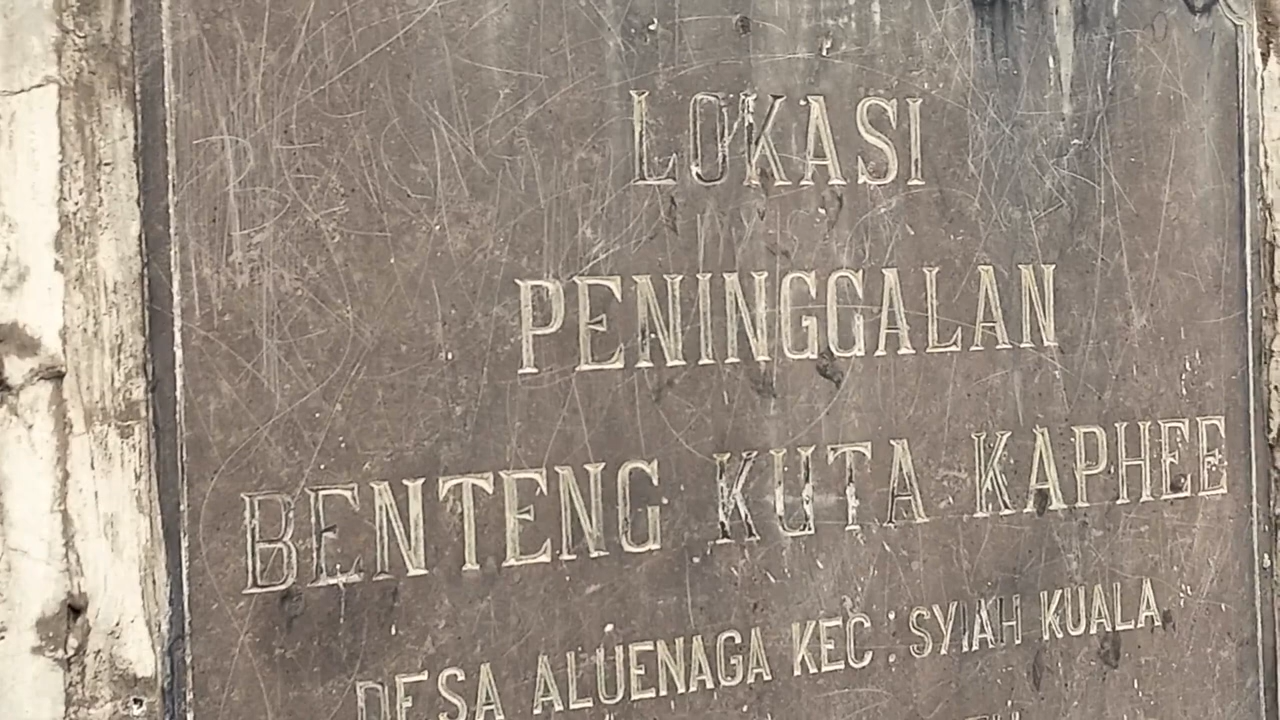 LOKASI
PENINGGALAN
BENTENG KUTA KAPHEE
DESA ALUENAGA KEC : SYIAH KUALA